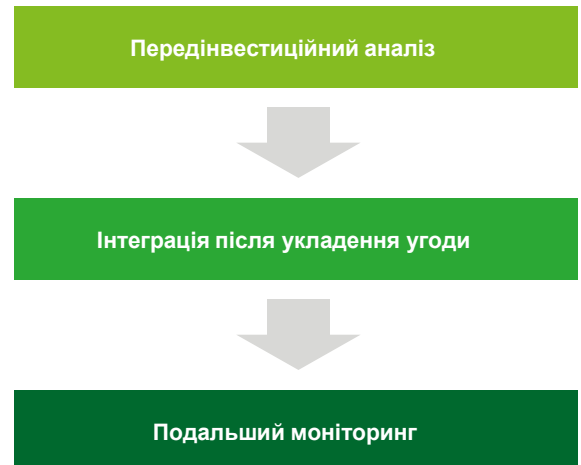 Передінвестиційний аналіз
Інтеграція після укладення угоди
Подальший моніторинг